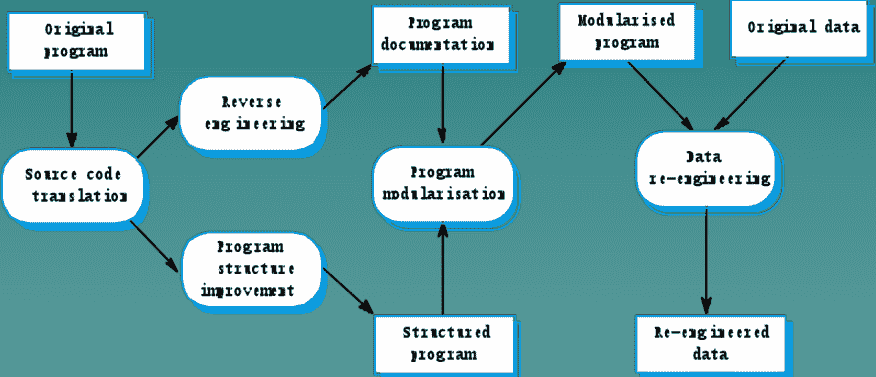 Original
program
Program
documentation
Modularised
program
Original data
Reverse
engineering
Source code
translation
Program
modularisation
Data
re-engineering
Program
structure
improvement
Structured
program
Re-engineered
data